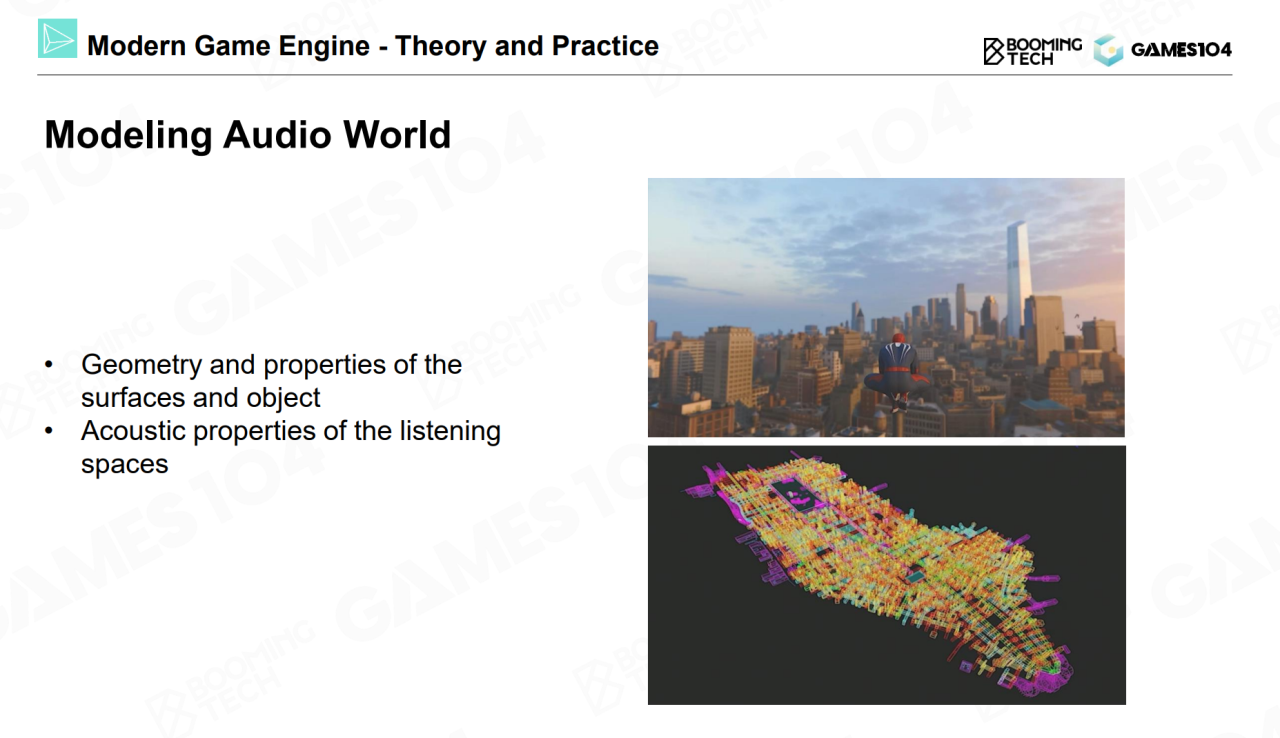 Modern Game Engine - Theory and Practice
BOOMING
TECH
GAMES104
Modeling Audio World
• Geometry and properties of the
surfaces and object
• Acoustic properties of the listening
spaces